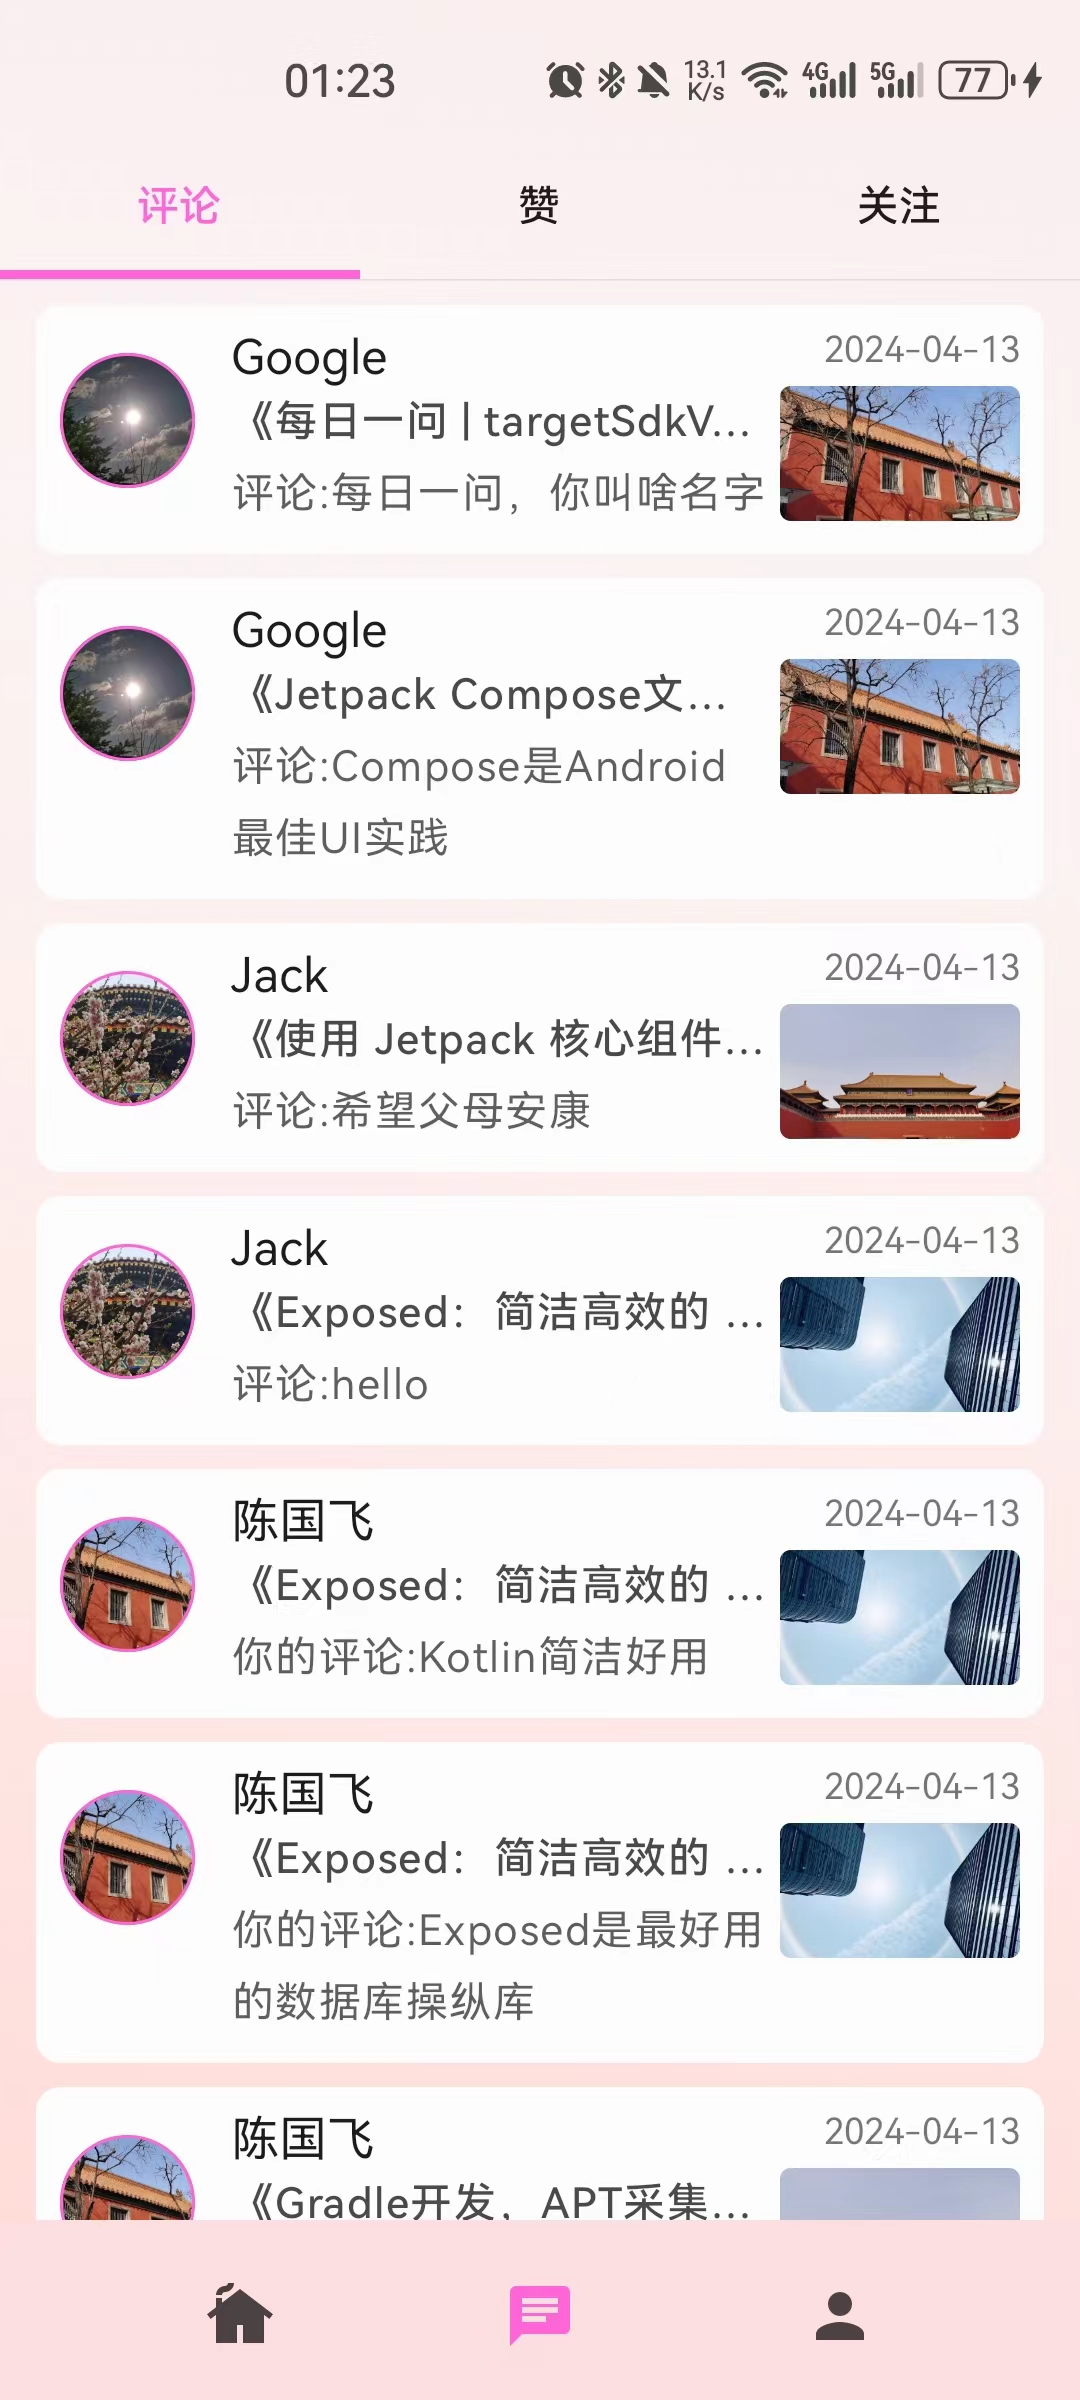 01:23
13.1
K/s
4G
5G
77
评论
赞
关注
Google
2024-04-13
《每日一问 | targetSdkV...
评论:每日一问，你叫啥名字
Google
2024-04-13
《Jetpack Compose文...
评论:Compose是Android
最佳UI实践
Jack
2024-04-13
《使用 Jetpack 核心组件...
评论:希望父母安康
Jack
2024-04-13
《Exposed：简洁高效的 ...
评论:hello
陈国飞
2024-04-13
《Exposed：简洁高效的 ...
你的评论:Kotlin简洁好用
陈国飞
2024-04-13
《Exposed：简洁高效的 ...
你的评论:Exposed是最好用
的数据库操纵库
陈国飞
2024-04-13
《Gradle开发，APT采集...